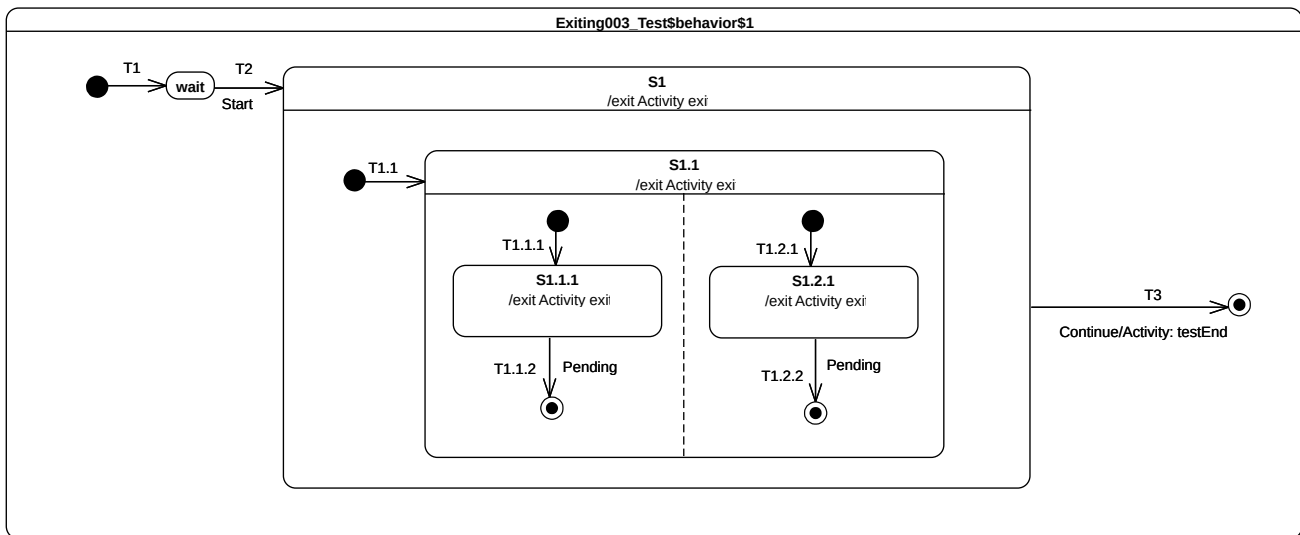 Exiting003_Test$behavior$1
T1
wait
T2
Start
S1
/exit Activity exi
T1.1
S1.1
/exit Activity exi
T1.1.1
T1.2.1
S1.1.1
/exit Activity exit
S1.2.1
/exit Activity exit
T1.1.2
Pending
T1.2.2
Pending
T3
Continue/Activity: testEnd